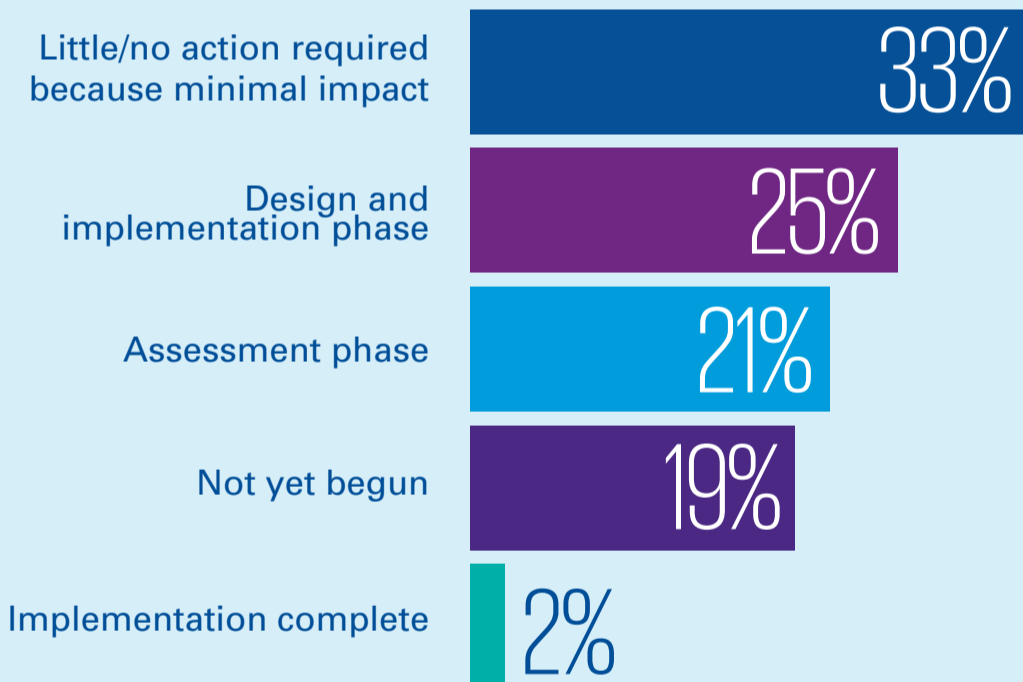 Little/no action required
because minimal impact
33%
Design and
implementation phase
25%
Assessment phase
21%
Not yet begun
19%
Implementation complete
2%